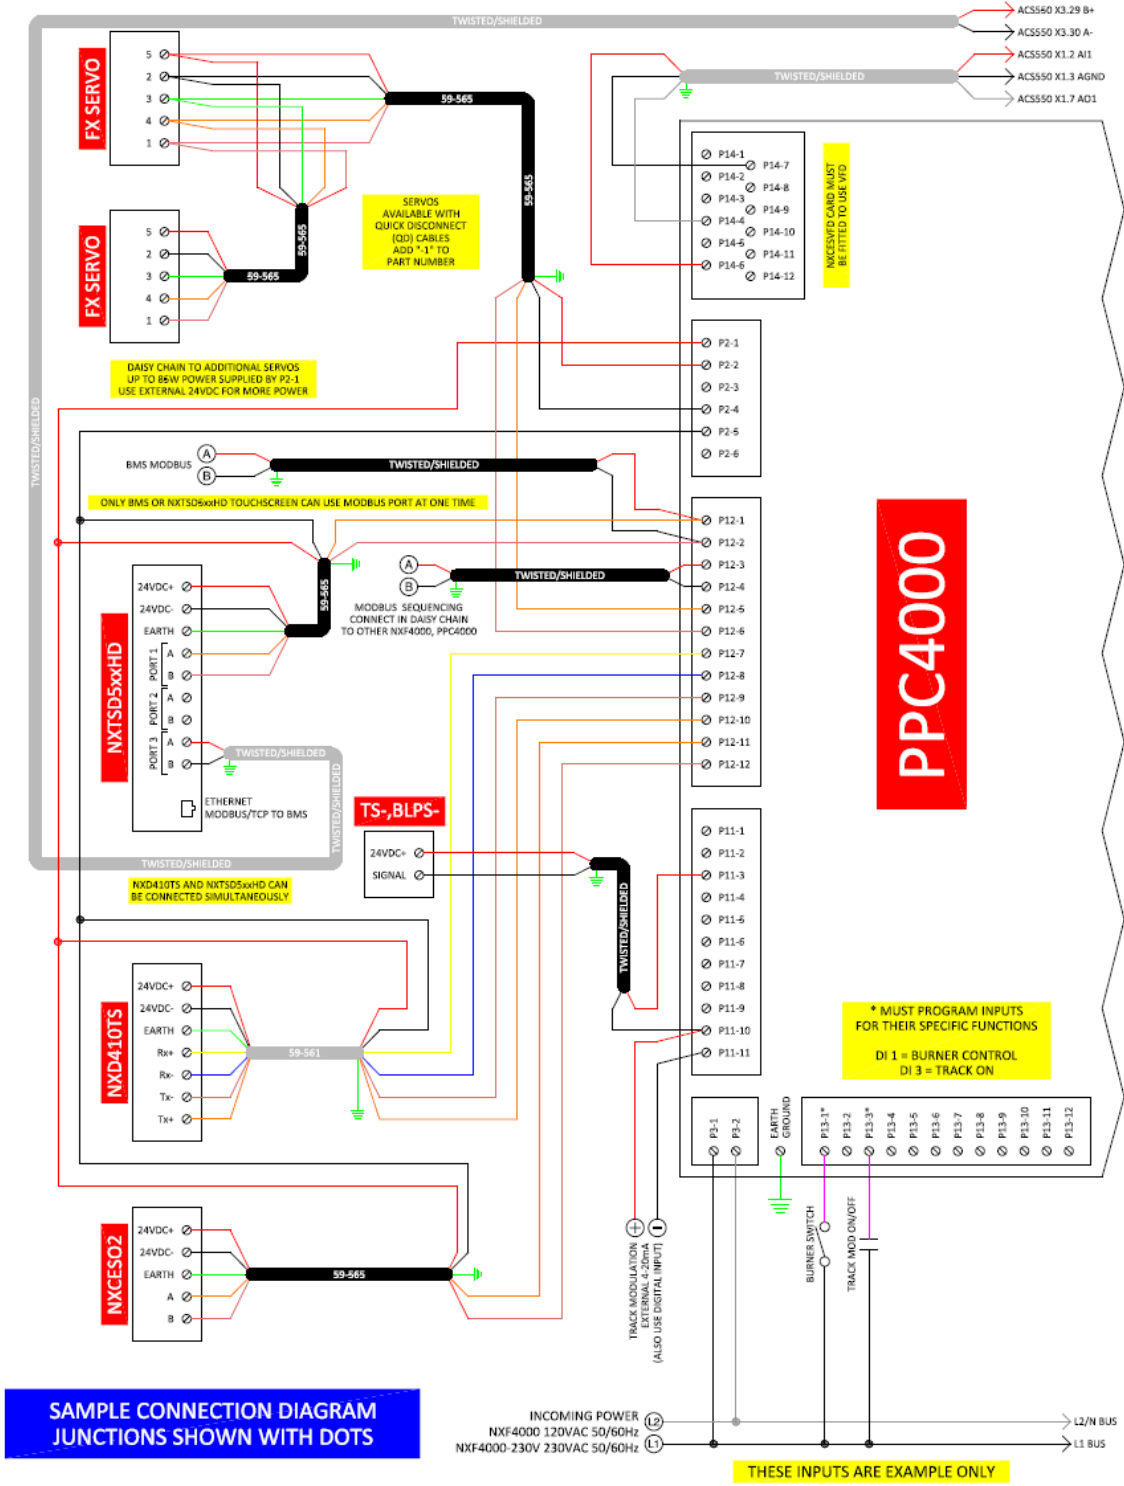 TWISTED/SHIELDED
ACS550 X3.29 B+
ACS550 X3.30 A-
ACS550 X1.2 AI1
TWISTED/SHIELDED
ACS550 X1.3 AGND
ACS550 X1.7 AO1
FX SERVO
5
2
3
4
1
59-565
59-565
59-565
59-565
FX SERVO
5
2
3
4
1
SERVOS
AVAILABLE WITH
QUICK DISCONNECT
(QD) CABLES
ADD "-1" TO
PART NUMBER
P14-1
P14-2
P14-3
P14-4
P14-5
P14-6
P14-7
P14-8
P14-9
P14-10
P14-11
P14-12
NXCESVFD CARD MUST
BE FITTED TO USE VFD
DAISY CHAIN TO ADDITIONAL SERVOS
UP TO 85W POWER SUPPLIED BY P2-1
USE EXTERNAL 24VDC FOR MORE POWER
P2-1
P2-2
P2-3
P2-4
P2-5
P2-6
TWISTED/SHIELDED
BMS MODBUS
A
B
TWISTED/SHIELDED
ONLY BMS OR NXTSD5xxHD TOUCHSCREEN CAN USE MODBUS PORT AT ONE TIME
P12-1
P12-2
P12-3
P12-4
P12-5
P12-6
P12-7
P12-8
P12-9
P12-10
P12-11
P12-12
PPC4000
A
B
TWISTED/SHIELDED
MODBUS SEQUENCING
CONNECT IN DAISY CHAIN
TO OTHER NXF4000, PPC4000
59-565
NXTSD5xxHD
24VDC+
24VDC-
EARTH
PORT 1
A
B
PORT 2
A
B
PORT 3
A
B
ETHERNET
MODBUS/TCP TO BMS
TWISTED/SHIELDED
TWISTED/SHIELDED
TWISTED/SHIELDED
TS-,BLPS-
24VDC+
SIGNAL
TWISTED/SHIELDED
P11-1
P11-2
P11-3
P11-4
P11-5
P11-6
P11-7
P11-8
P11-9
P11-10
P11-11
NXD410TS AND NXTSD5xxHD CAN
BE CONNECTED SIMULTANEOUSLY
NXD410TS
24VDC+
24VDC-
EARTH
Rx+
Rx-
Tx-
Tx+
59-561
* MUST PROGRAM INPUTS
FOR THEIR SPECIFIC FUNCTIONS
DI 1 = BURNER CONTROL
DI 3 = TRACK ON
P3-1
P3-2
EARTH
GROUND
P13-1*
P13-2
P13-3*
P13-4
P13-5
P13-6
P13-7
P13-8
P13-9
P13-10
P13-11
P13-12
NXCESO2
24VDC+
24VDC-
EARTH
A
B
59-565
TRACK MODULATION
EXTERNAL 4-20mA
(ALSO USE DIGITAL INPUT)
BURNER SWITCH
TRACK MOD ON/OFF
SAMPLE CONNECTION DIAGRAM
JUNCTIONS SHOWN WITH DOTS
INCOMING POWER
NXF4000 120VAC 50/60Hz
NXF4000-230V 230VAC 50/60Hz
L2
L1
L2/N BUS
L1 BUS
THESE INPUTS ARE EXAMPLE ONLY